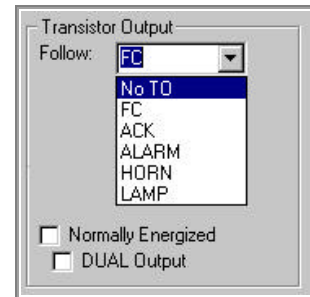 Transistor Output
Follow: FC
No TO
FC
ACK
ALARM
HORN
LAMP
Normally Energized
DUAL Output